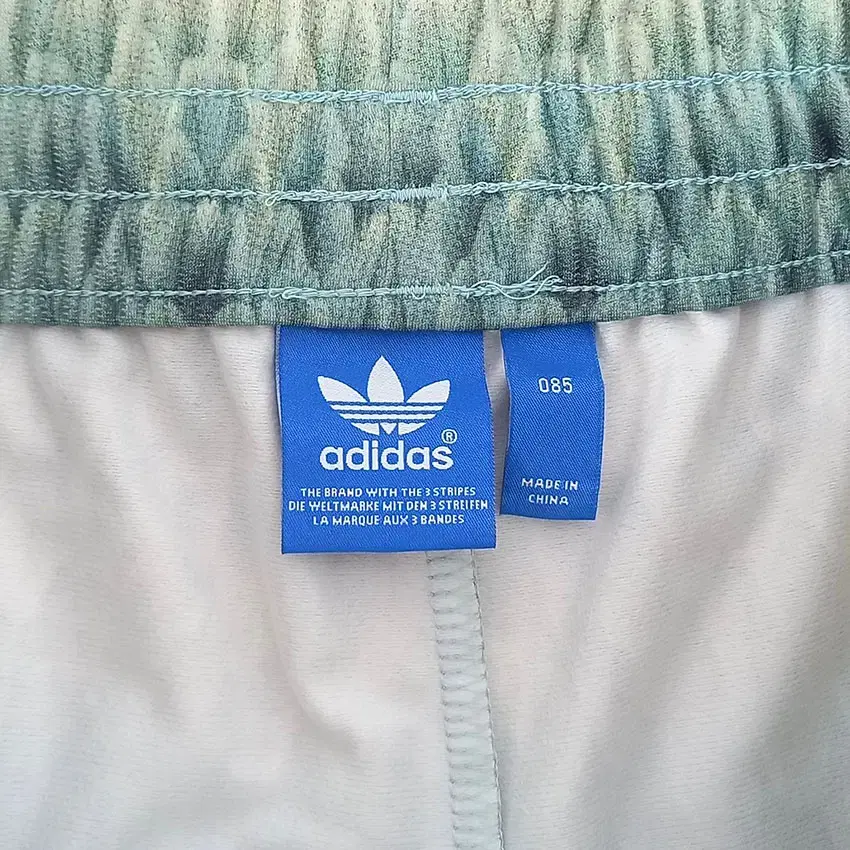 adidas®
THE BRAND WITH THE 3 STRIPES
DIE WELTMARKE MIT DEN 3 STREIFEN
LA MARQUE AUX 3 BANDES
085
MADE IN
CHINA